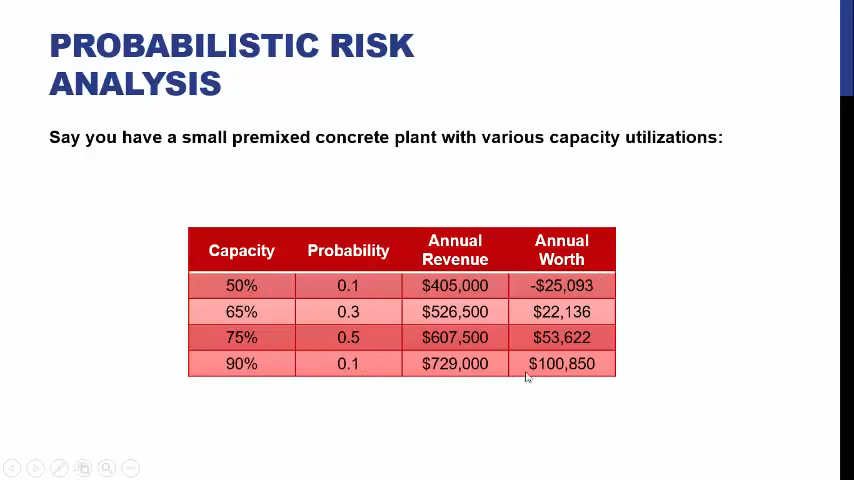 PROBABILISTIC RISK
ANALYSIS
Say you have a small premixed concrete plant with various capacity utilizations:
Capacity Probability Annual Revenue Annual Worth
50% 0.1 $405,000 -$25,093
65% 0.3 $526,500 $22,136
75% 0.5 $607,500 $53,622
90% 0.1 $729,000 $100,850